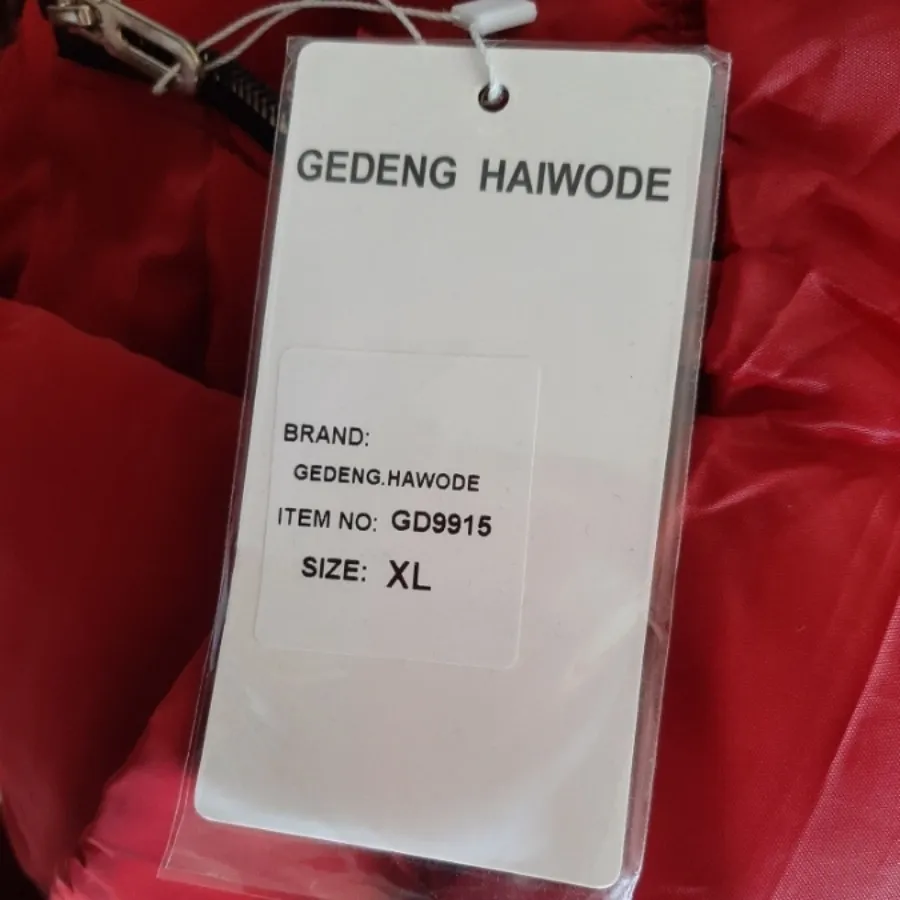 GEDENG HAIWODE
BRAND:
GEDENG.HAWODE
ITEM NO: GD9915
SIZE: XL